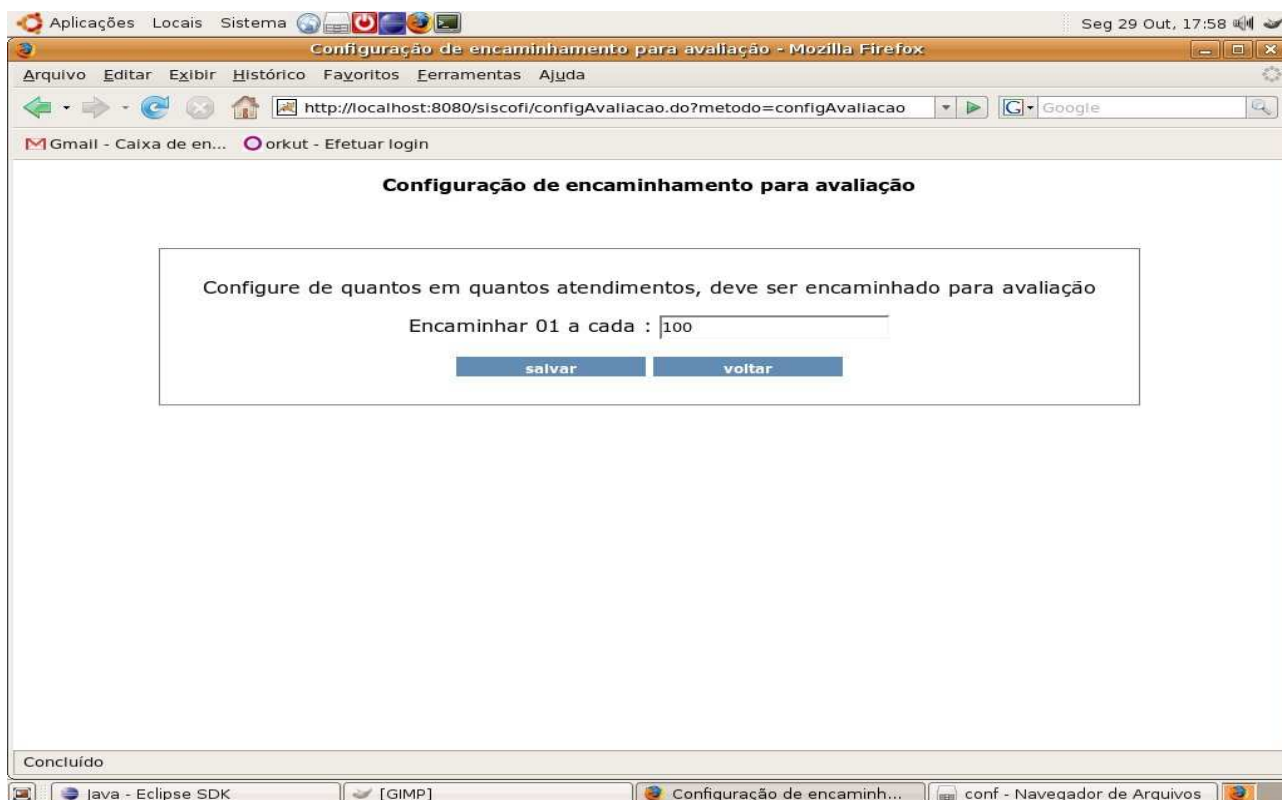 Aplicações Locais Sistema Seg 29 Out, 17:58
Configuração de encaminhamento para avaliação - Mozilla Firefox
Arquivo Editar Exibir Histórico Favoritos Ferramentas Ajuda
http://localhost:8080/siscofi/configAvaliacao.do?metodo=configAvaliacao G Google
Gmail - Caixa de en... orkut - Efetuar login
Configuração de encaminhamento para avaliação
Configure de quantos em quantos atendimentos, deve ser encaminhado para avaliação
Encaminhar 01 a cada : 100
salvar voltar
Concluído
Java - Eclipse SDK [GIMP] Configuração de encaminh... conf - Navegador de Arquivos